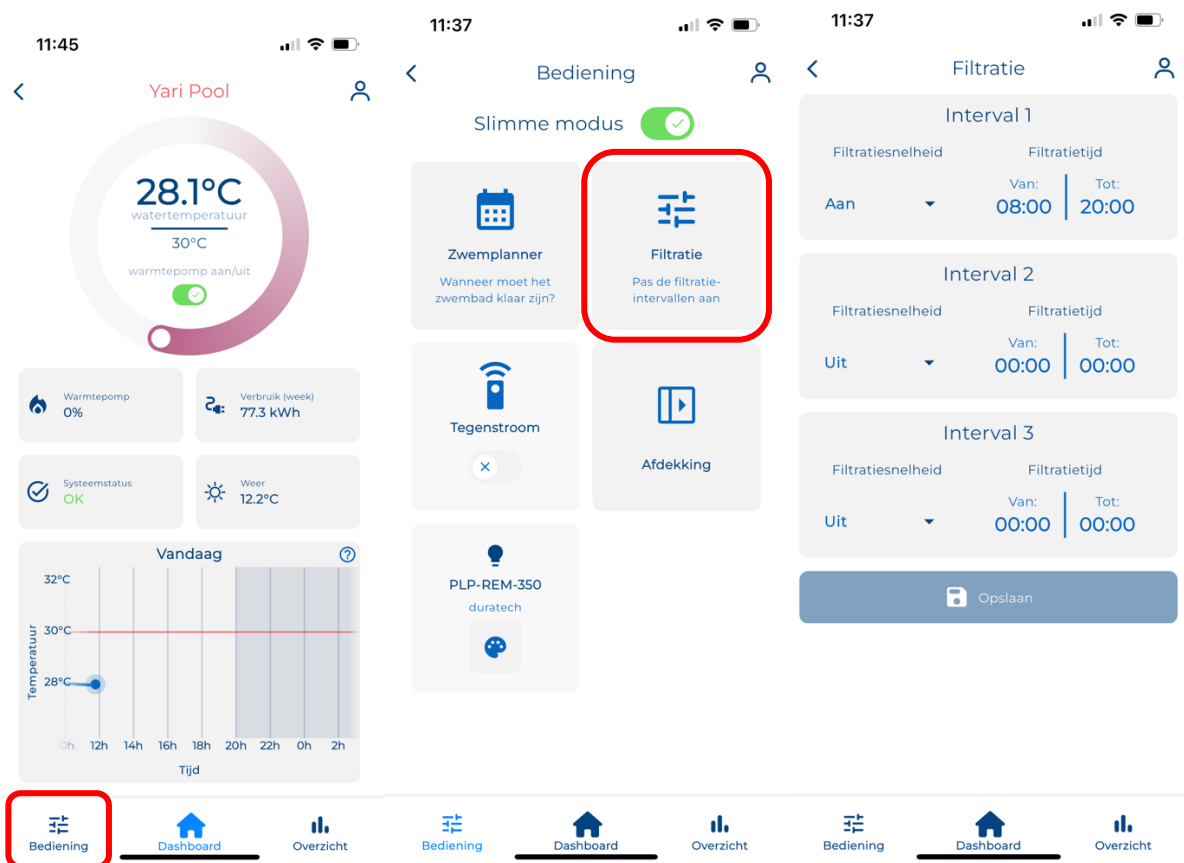 11:45
Yari Pool
28.1°C
watertemperatuur
30°C
warmtepomp aan/uit
Warmtepomp
0%
Verbruik (week)
77.3 kWh
Systeemstatus
OK
Weer
12.2°C
Vandaag
32°C
30°C
28°C
Temperatuur
0h 12h 14h 16h 18h 20h 22h 0h 2h
Tijd
Bediening
Dashboard
Overzicht
11:37
Bediening
Slimme modus
Zwemplanner
Wanneer moet het
zwembad klaar zijn?
Filtratie
Pas de filtratie-
intervallen aan
Tegenstroom
Afdekking
PLP-REM-350
duratech
Bediening
Dashboard
Overzicht
11:37
Filtratie
Interval 1
Filtratiesnelheid
Filtratietijd
Aan
Van:
08:00
Tot:
20:00
Interval 2
Filtratiesnelheid
Filtratietijd
Uit
Van:
00:00
Tot:
00:00
Interval 3
Filtratiesnelheid
Filtratietijd
Uit
Van:
00:00
Tot:
00:00
Opslaan
Bediening
Dashboard
Overzicht